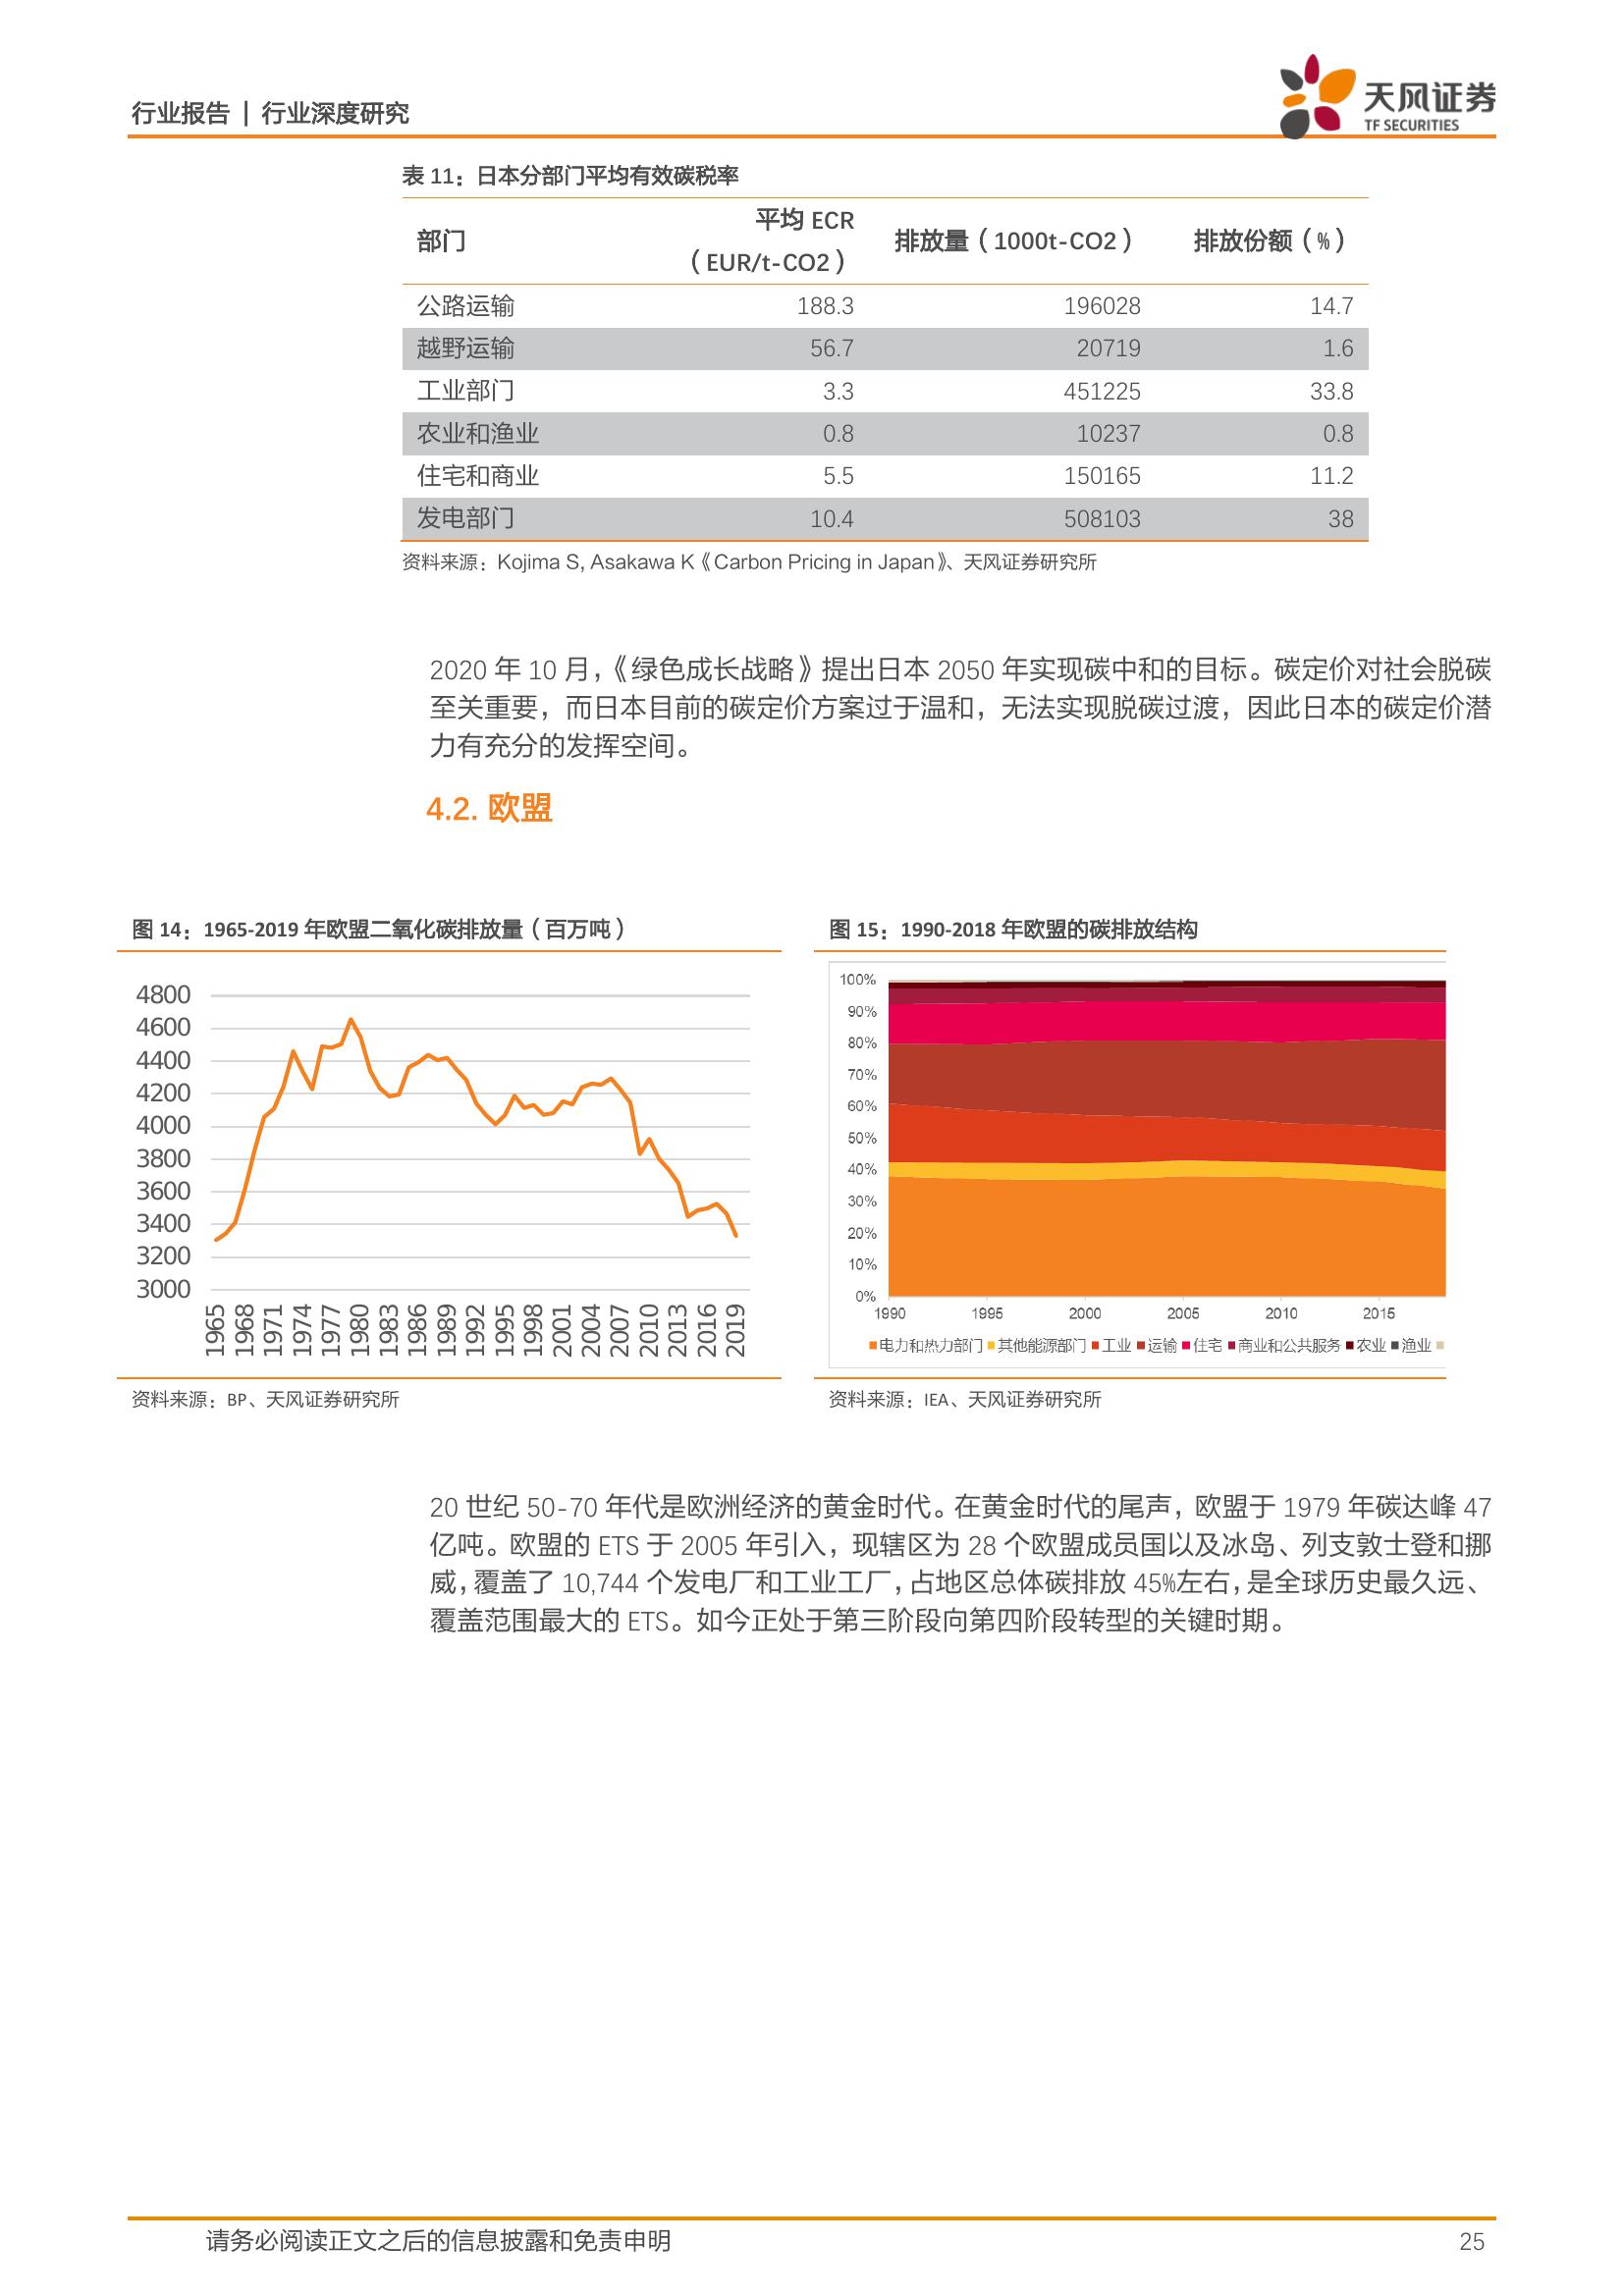 行业报告 | 行业深度研究
天风证券
TF SECURITIES
表 11：日本分部门平均有效碳税率
部门 平均 ECR（EUR/t-CO2） 排放量（1000t-CO2） 排放份额（%）
公路运输 188.3 196028 14.7
越野运输 56.7 20719 1.6
工业部门 3.3 451225 33.8
农业和渔业 0.8 10237 0.8
住宅和商业 5.5 150165 11.2
发电部门 10.4 508103 38
资料来源：Kojima S, Asakawa K《Carbon Pricing in Japan》、天风证券研究所
2020 年 10 月，《绿色成长战略》提出日本 2050 年实现碳中和的目标。碳定价对社会脱碳
至关重要，而日本目前的碳定价方案过于温和，无法实现脱碳过渡，因此日本的碳定价潜
力有充分的发挥空间。
4.2. 欧盟
图 14：1965-2019 年欧盟二氧化碳排放量（百万吨）
4800
4600
4400
4200
4000
3800
3600
3400
3200
3000
1965 1968 1971 1974 1977 1980 1983 1986 1989 1992 1995 1998 2001 2004 2007 2010 2013 2016 2019
资料来源：BP、天风证券研究所
图 15：1990-2018 年欧盟的碳排放结构
100%
90%
80%
70%
60%
50%
40%
30%
20%
10%
0%
1990 1995 2000 2005 2010 2015
电力和热力部门 其他能源部门 工业 运输 住宅 商业和公共服务 农业 渔业
资料来源：IEA、天风证券研究所
20 世纪 50-70 年代是欧洲经济的黄金时代。在黄金时代的尾声，欧盟于 1979 年碳达峰 47
亿吨。欧盟的 ETS 于 2005 年引入，现辖区为 28 个欧盟成员国以及冰岛、列支敦士登和挪
威，覆盖了 10,744 个发电厂和工业工厂，占地区总体碳排放 45%左右，是全球历史最久远、
覆盖范围最大的 ETS。如今正处于第三阶段向第四阶段转型的关键时期。
请务必阅读正文之后的信息披露和免责申明
25